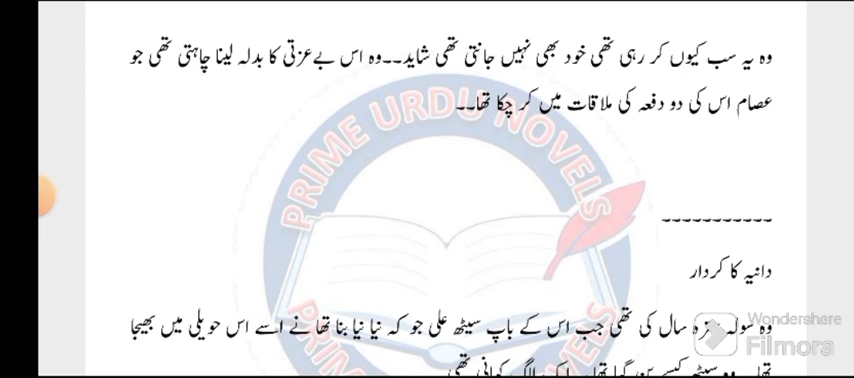 وہ یہ سب کیوں کر رہی تھی خود بھی نہیں جانتی تھی شاید۔۔وہ اس بے عزتی کا بدلہ لینا چاہتی تھی جو
عصام اس کی دو دفعہ کی ملاقات میں کر چکا تھا۔۔
PRIME URDU NOVELS
-----------
دانیہ کا کردار
وہ سولہ سال کی تھی جب اس کے باپ سیٹھ علی جو کہ نیا نیا بنا تھا نے اسے اس حویلی میں بھیجا
Wondershare
Filmora
PRIME